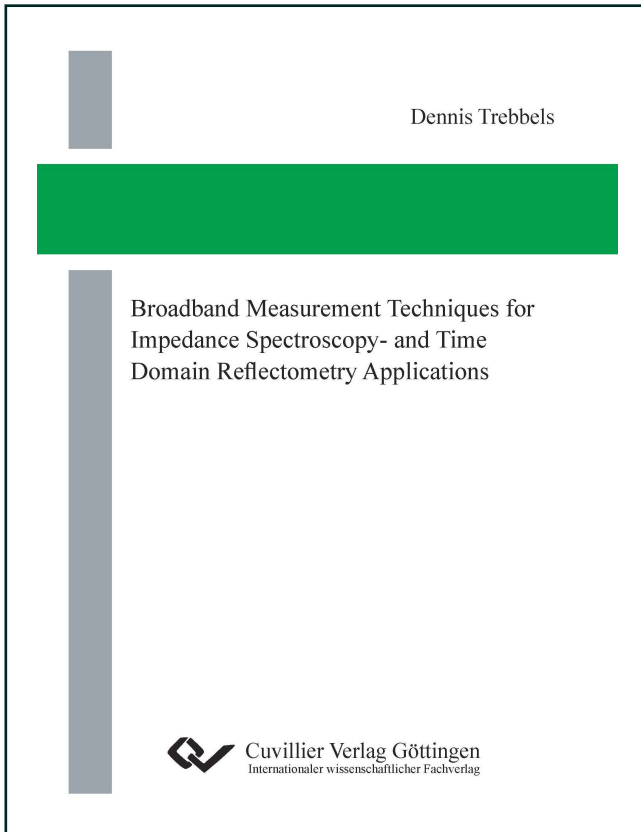 Dennis Trebbels
Broadband Measurement Techniques for
Impedance Spectroscopy- and Time
Domain Reflectometry Applications
Cuvillier Verlag Göttingen
Internationaler wissenschaftlicher Fachverlag